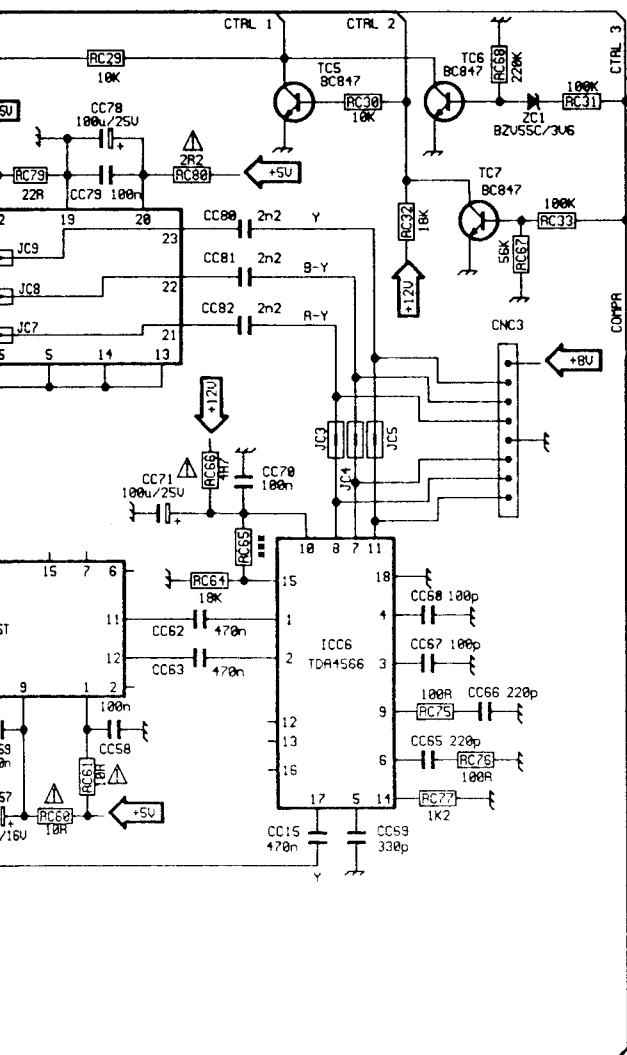 CTRL 1
CTRL 2
CTRL 3
RC29
10K
TC5
BC847
TC6
BC847
RC68
220K
100K
RC31
ZC1
BZV55C/3V6
RC30
10K
CC78
100u/25V
+
5V
2R2
RC80
+5V
RC79
22R
CC79
100n
TC7
BC847
100K
RC33
RC32
18K
56K
RC67
+12V
COMPR
19
20
CC80
2n2
Y
23
JC9
CC81
2n2
B-Y
22
JC8
CC82
2n2
R-Y
21
JC7
5
14
13
CNC3
+8V
+12V
JC3
JC4
JC5
RC66
4R7
CC70
100n
CC71
100u/25V
+
RC65
10
8
7
11
15
7
6
RC64
18K
15
18
CC68 100p
4
11
CC62
470n
1
ICC6
TDA4566
CC67 100p
3
12
CC63
470n
2
2
9
1
100n
CC58
100R
CC66 220p
RC75
9
12
13
16
CC65 220p
6
RC76
100R
RC61
10R
RC60
10R
+5V
/16V
+
17
5
14
RC77
1K2
CC15
470n
CC59
330p
Y